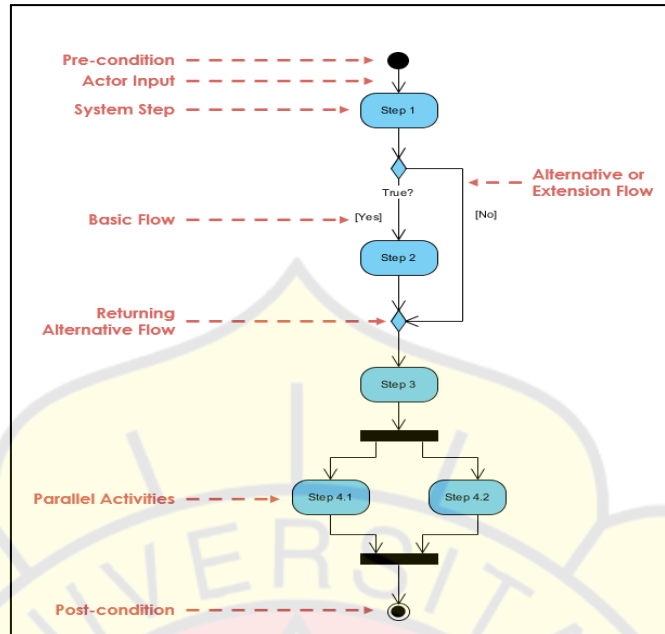 Pre-condition
Actor Input
System Step
Step 1
Alternative or
Extension Flow
True?
Basic Flow
[Yes]
[No]
Step 2
Returning
Alternative Flow
Step 3
Parallel Activities
Step 4.1
Step 4.2
Post-condition
UNIVERSITA